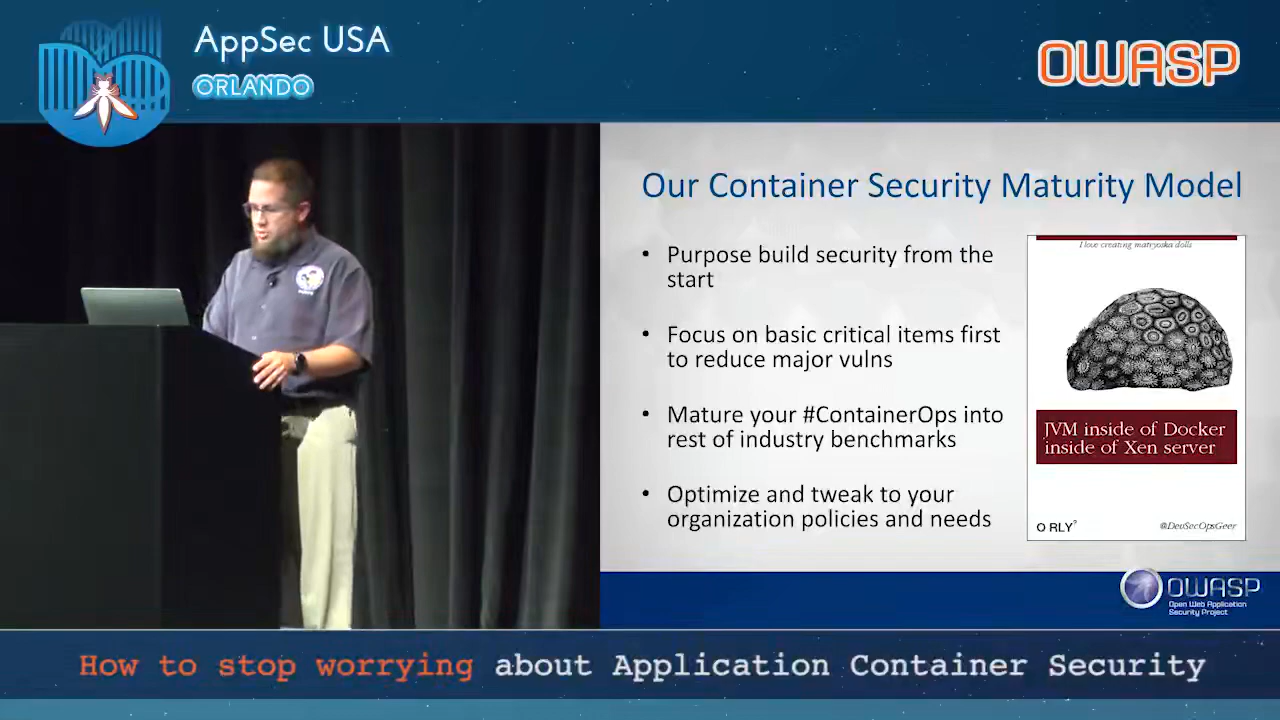 AppSec USA
ORLANDO
OWASP
Our Container Security Maturity Model
• Purpose build security from the
start
• Focus on basic critical items first
to reduce major vulns
• Mature your #ContainerOps into
rest of industry benchmarks
• Optimize and tweak to your
organization policies and needs
I love creating matryoska dolls
JVM inside of Docker
inside of Xen server
O RLY?
@DevSecOpsGeer
OWASP
Open Web Application
Security Project
How to stop worrying about Application Container Security